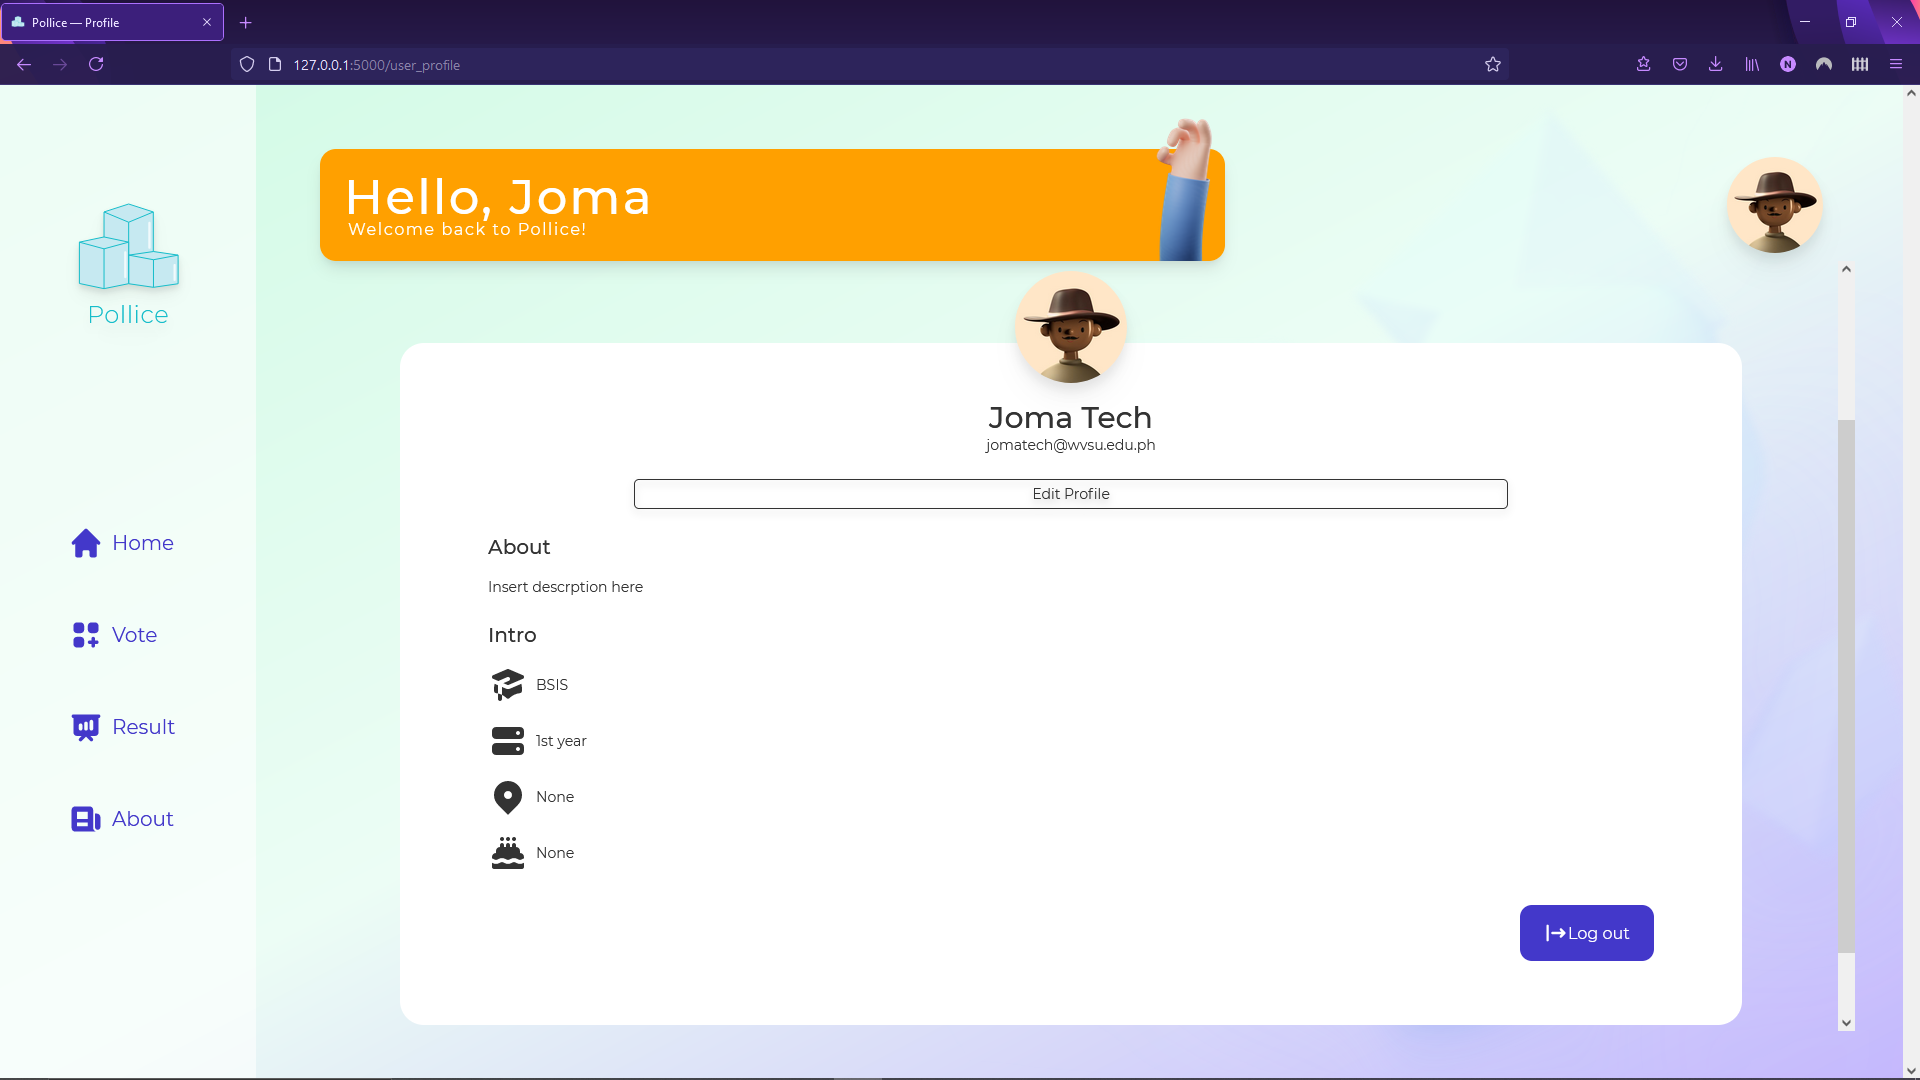 Pollice — Profile
127.0.0.1:5000/user_profile
N
Pollice
Home
Vote
Result
About
Hello, Joma
Welcome back to Pollice!
Joma Tech
jomatech@wvsu.edu.ph
Edit Profile
About
Insert descrption here
Intro
BSIS
1st year
None
None
Log out